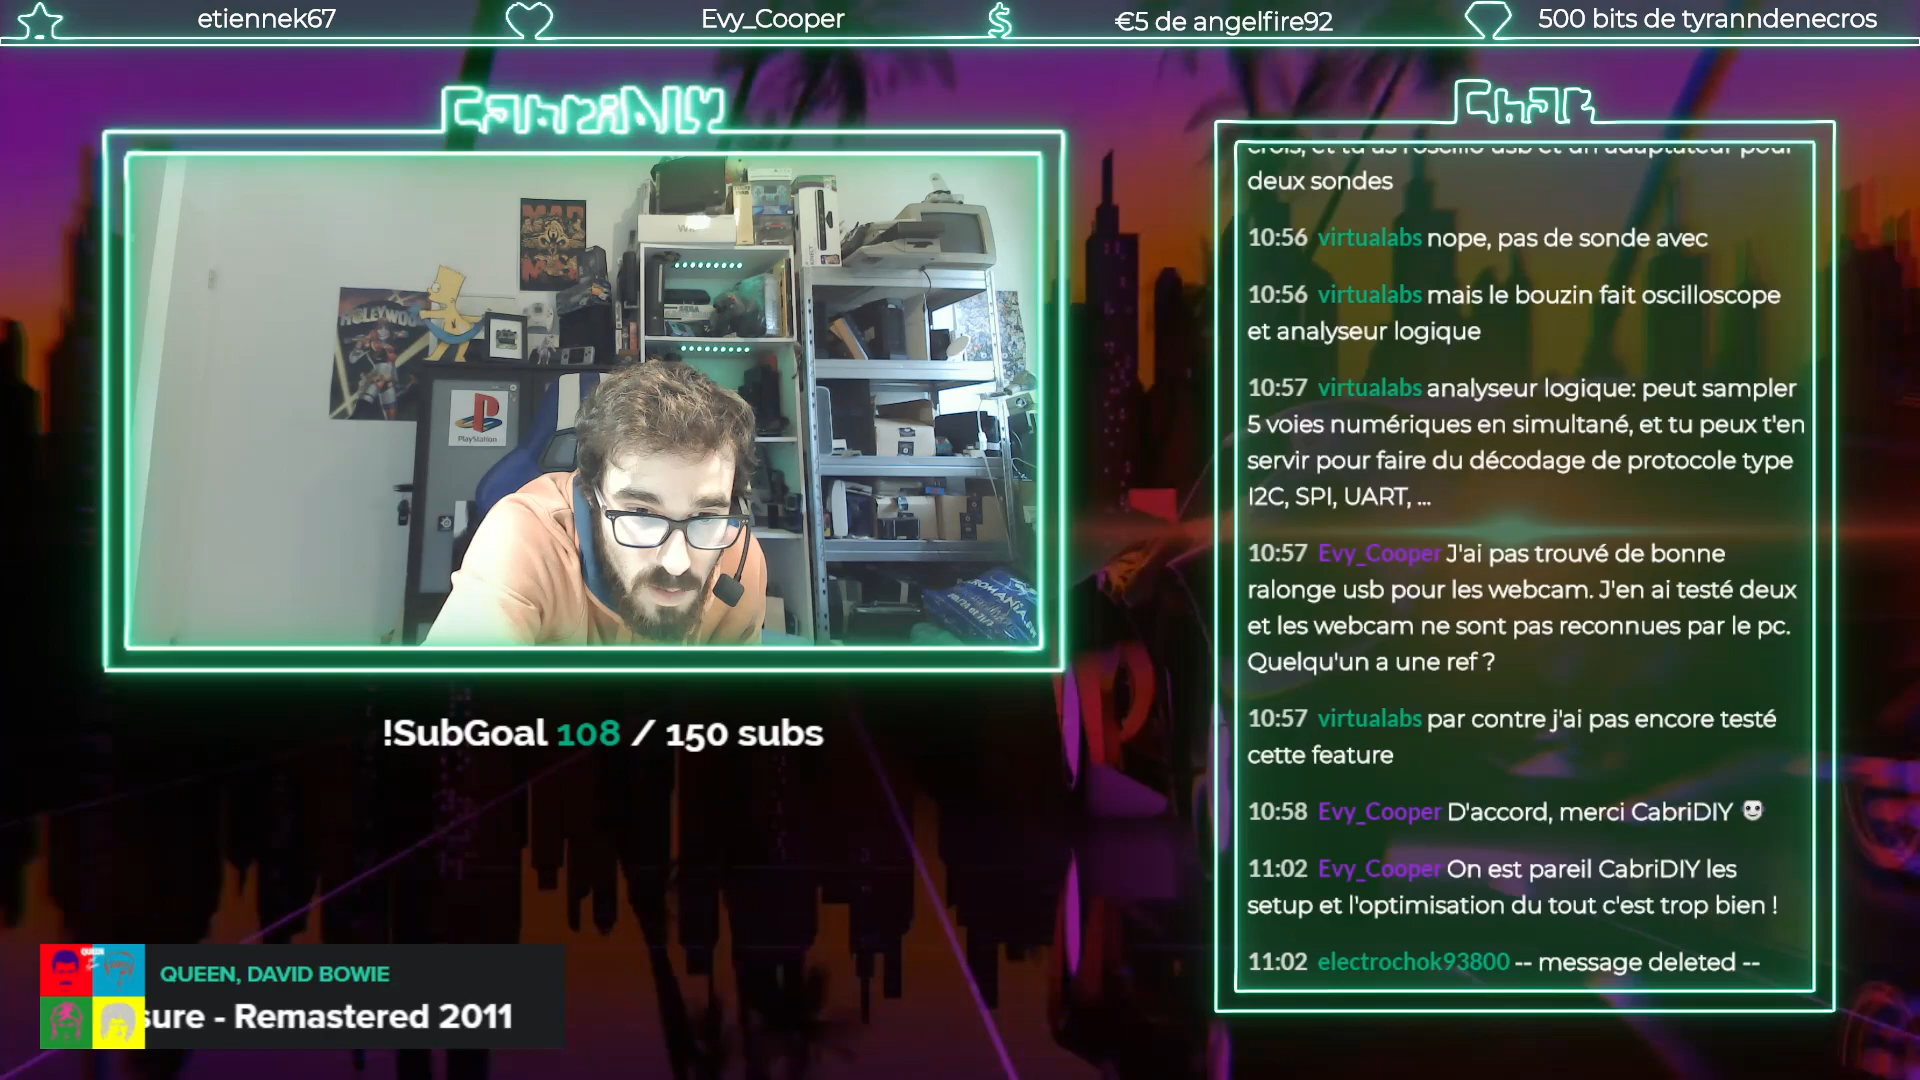 etiennek67
Evy_Cooper
€5 de angelfire92
500 bits de tyranndenecros
CabriDIY
Chat
deux sondes
10:56 virtualabs nope, pas de sonde avec
10:56 virtualabs mais le bouzin fait oscilloscope
et analyseur logique
10:57 virtualabs analyseur logique: peut sampler
5 voies numériques en simultané, et tu peux t'en
servir pour faire du décodage de protocole type
I2C, SPI, UART, ...
10:57 Evy_Cooper J'ai pas trouvé de bonne
ralonge usb pour les webcam. J'en ai testé deux
et les webcam ne sont pas reconnues par le pc.
Quelqu'un a une ref ?
10:57 virtualabs par contre j'ai pas encore testé
cette feature
10:58 Evy_Cooper D'accord, merci CabriDIY
11:02 Evy_Cooper On est pareil CabriDIY les
setup et l'optimisation du tout c'est trop bien !
11:02 electrochok93800 -- message deleted --
MAD
MAX
HOLLYWOO
PlayStation
SEGA
ROMANIA
!SubGoal 108 / 150 subs
QUEEN
QUEEN, DAVID BOWIE
sure - Remastered 2011